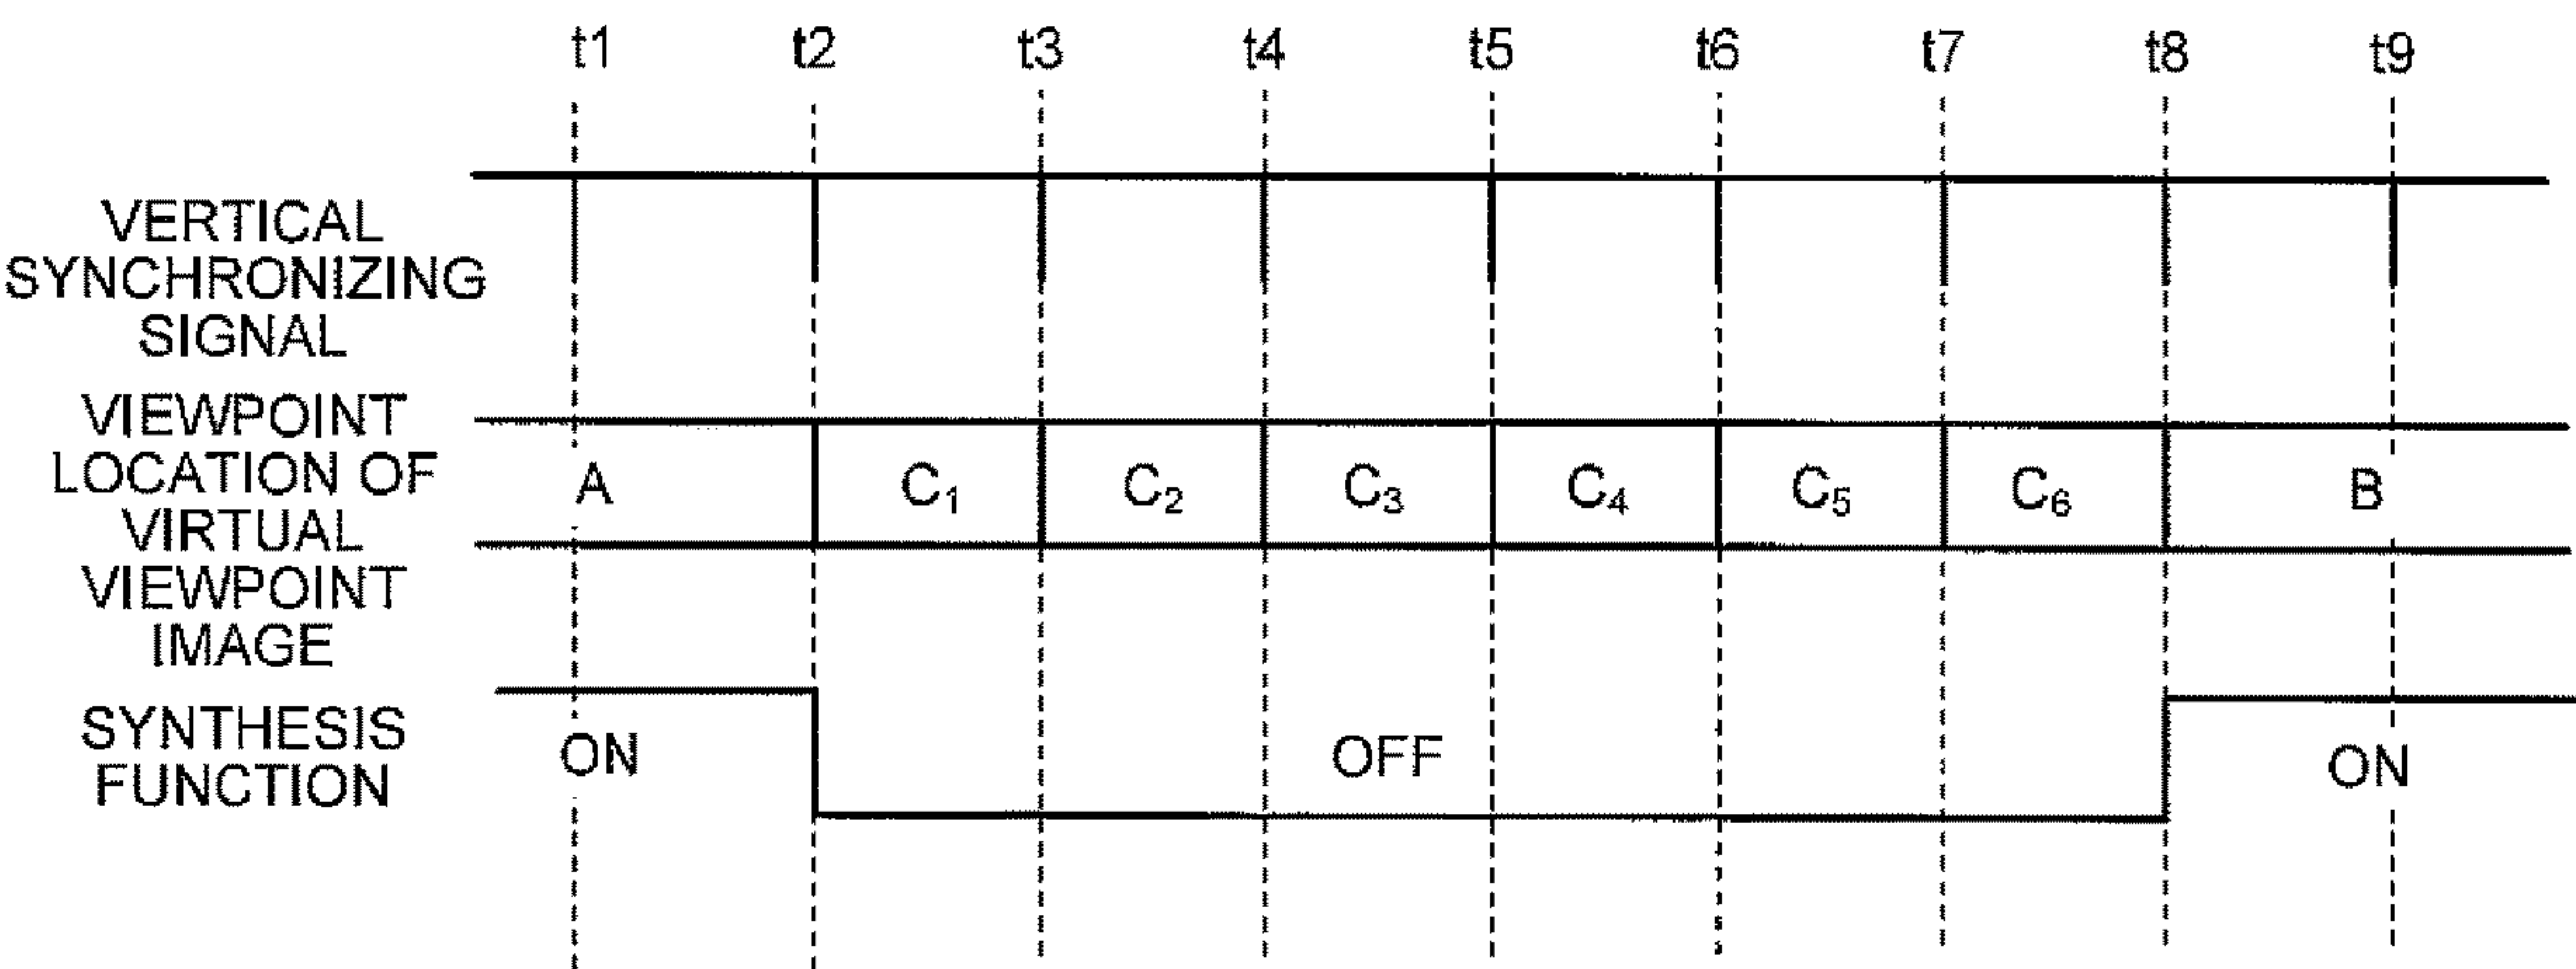 t1 t2 t3 t4 t5 t6 t7 t8 t9
VERTICAL
SYNCHRONIZING
SIGNAL
VIEWPOINT
LOCATION OF
VIRTUAL
VIEWPOINT
IMAGE
A C₁ C₂ C₃ C₄ C₅ C₆ B
SYNTHESIS
FUNCTION
ON OFF ON